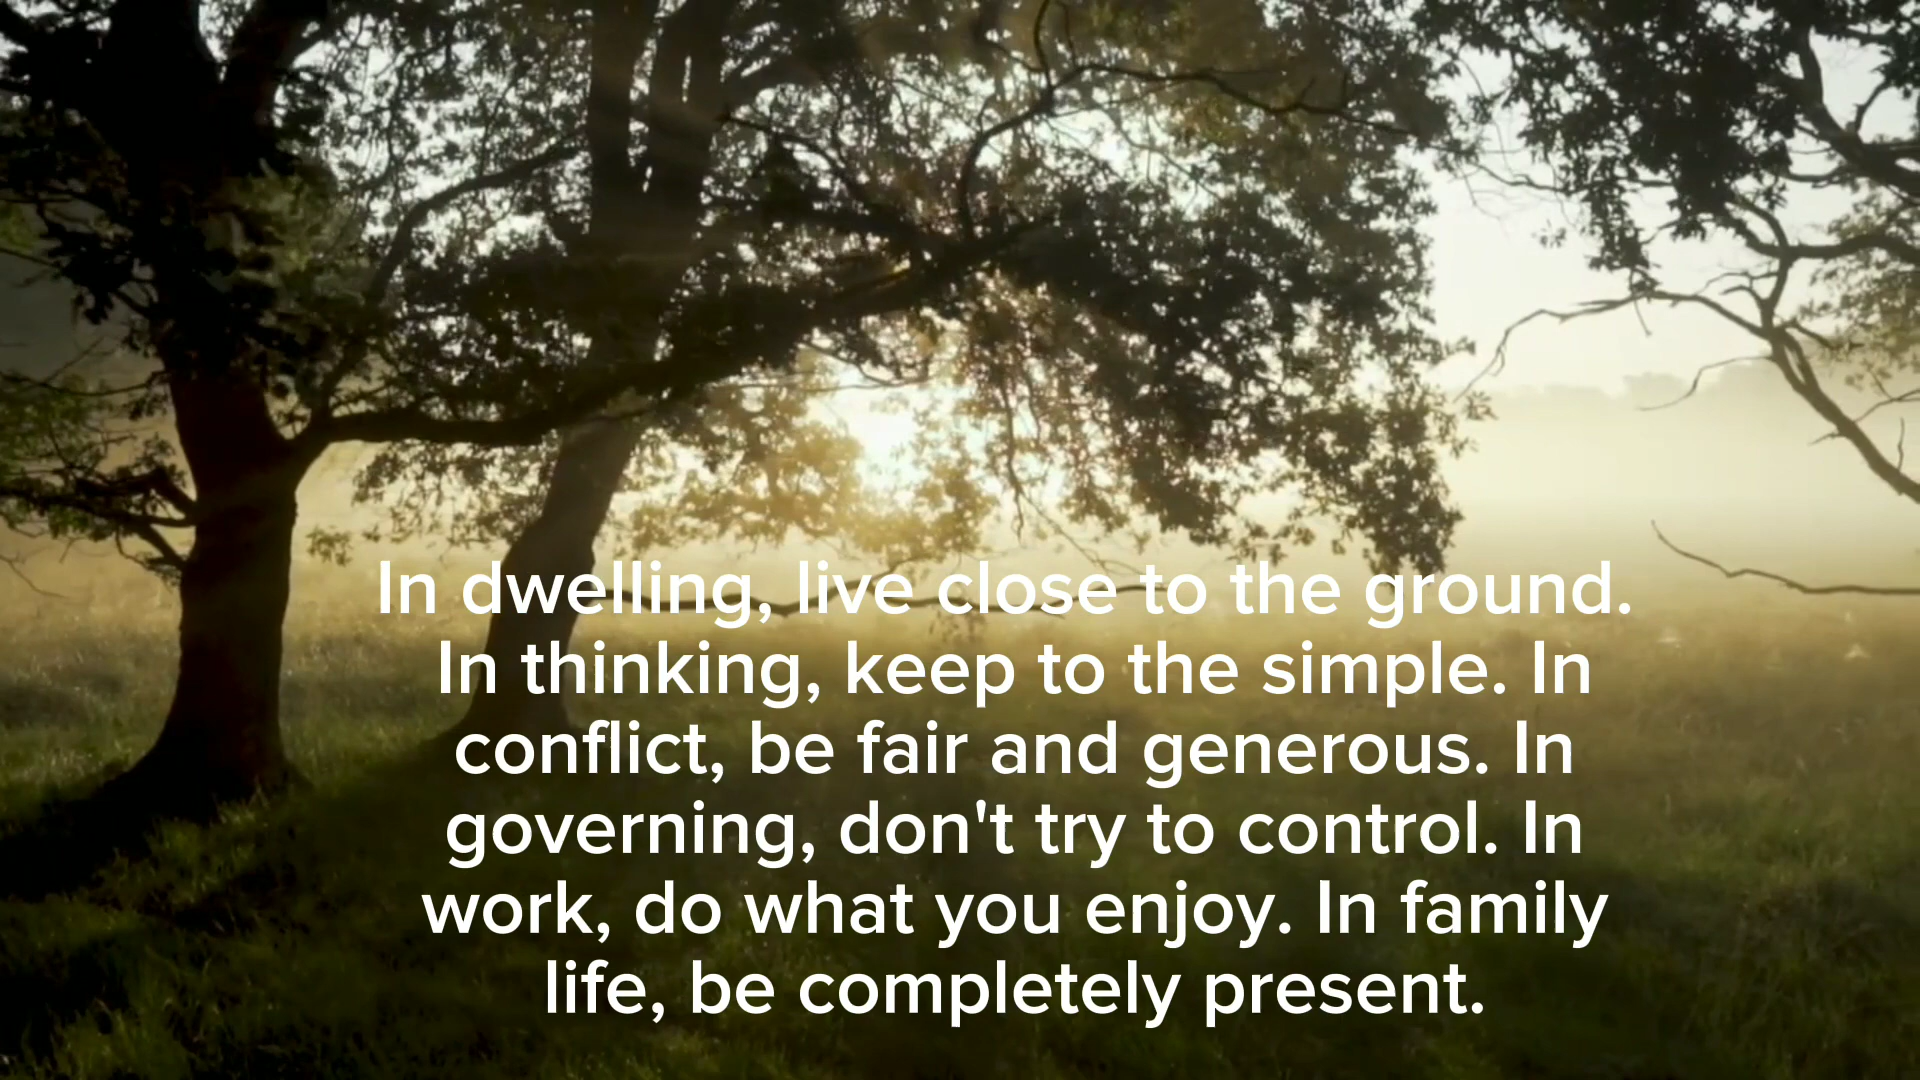 In dwelling, live close to the ground.
In thinking, keep to the simple. In
conflict, be fair and generous. In
governing, don't try to control. In
work, do what you enjoy. In family
life, be completely present.